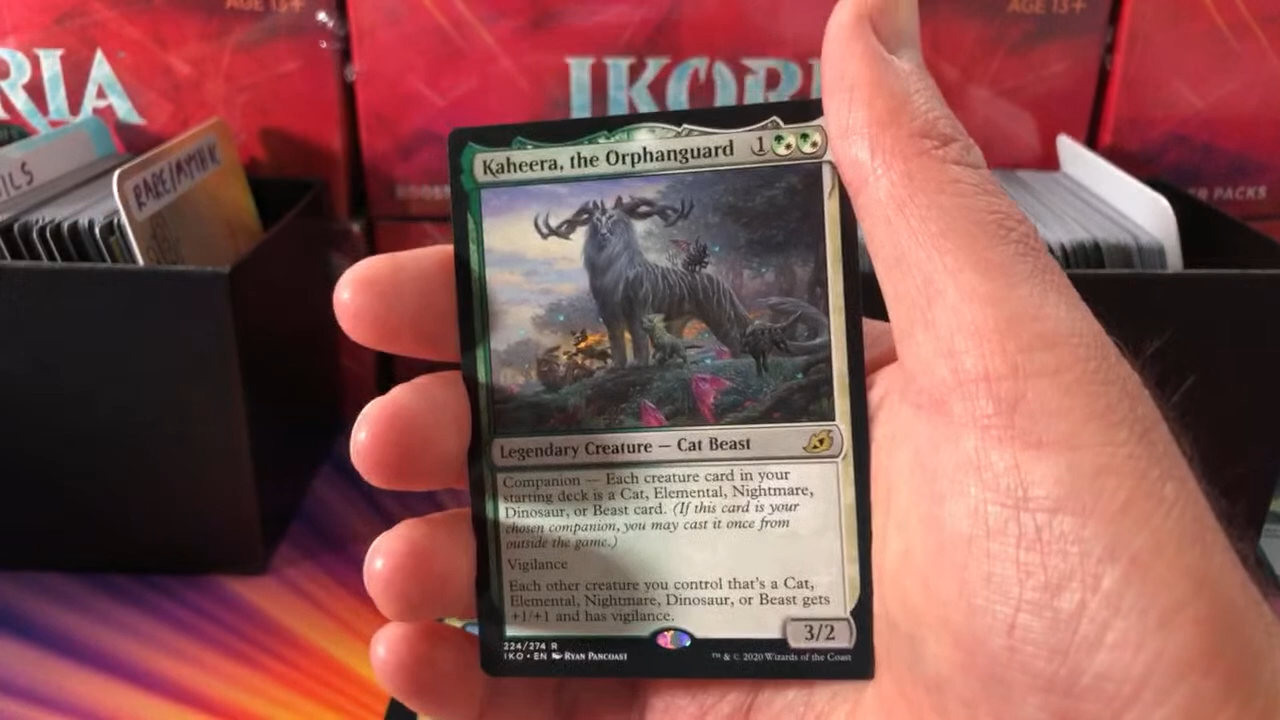 AGE 13+
AGE 13+
RIA
IKORI
ILS
RARE/MYTHIC
R PACKS
Kaheera, the Orphanguard 1
Legendary Creature — Cat Beast
Companion — Each creature card in your
starting deck is a Cat, Elemental, Nightmare,
Dinosaur, or Beast card. (If this card is your
chosen companion, you may cast it once from
outside the game.)
Vigilance
Each other creature you control that's a Cat,
Elemental, Nightmare, Dinosaur, or Beast gets
+1/+1 and has vigilance.
3/2
224/274 R
IKO • EN Ryan Pancoast
™ & © 2020 Wizards of the Coast